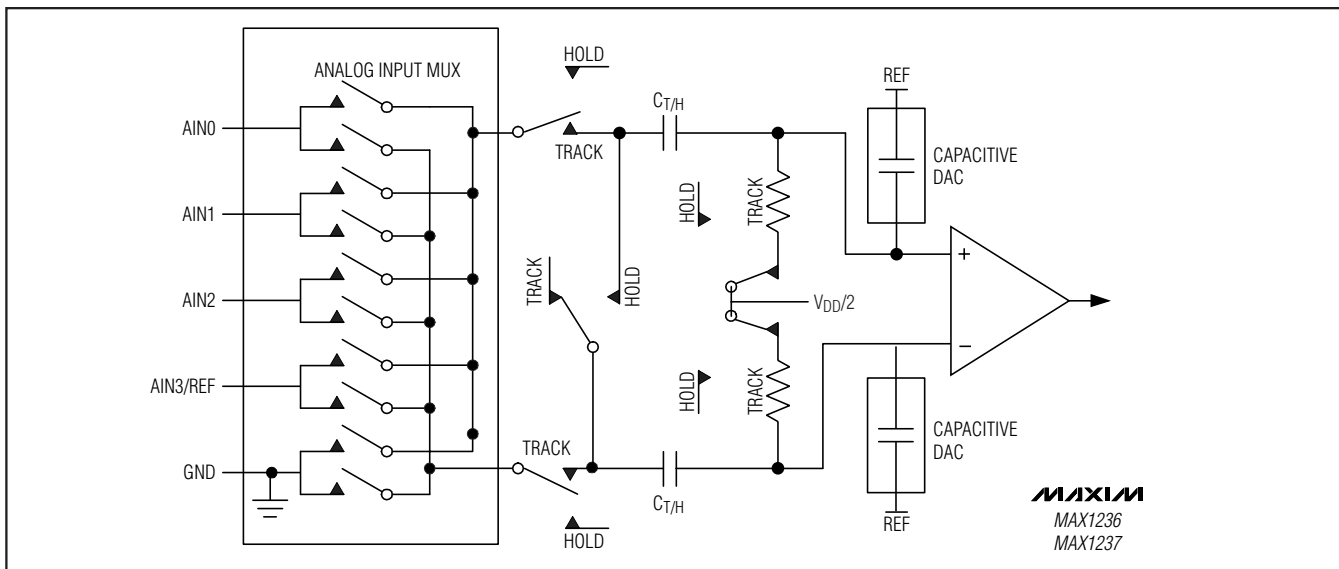 ANALOG INPUT MUX
HOLD
REF
C_T/H
AIN0
TRACK
CAPACITIVE
DAC
HOLD
TRACK
AIN1
TRACK
HOLD
AIN2
V_DD/2
AIN3/REF
HOLD
TRACK
CAPACITIVE
DAC
TRACK
GND
C_T/H
REF
HOLD
+
−
MAXIM
MAX1236
MAX1237